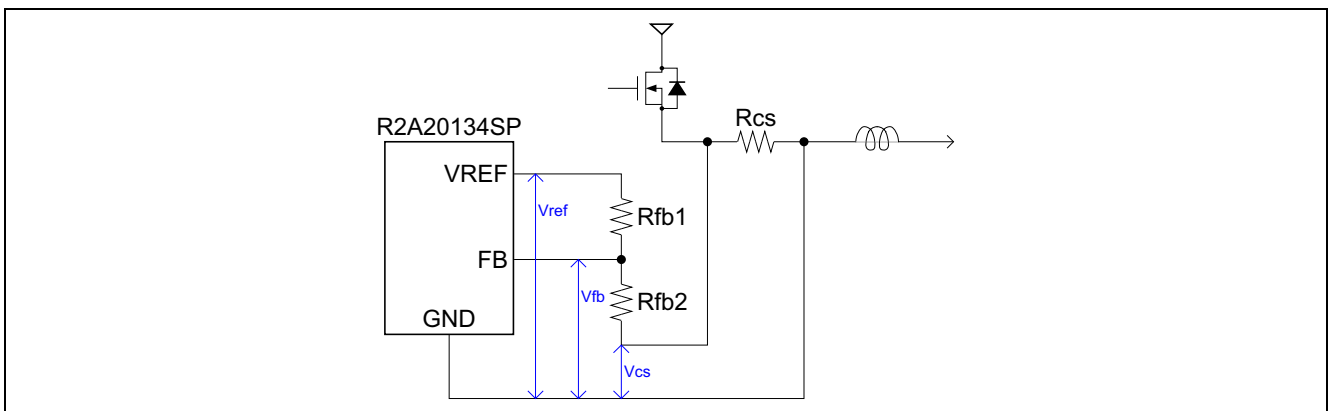 R2A20134SP
Rcs
VREF
Vref
Rfb1
FB
Vfb
Rfb2
GND
Vcs